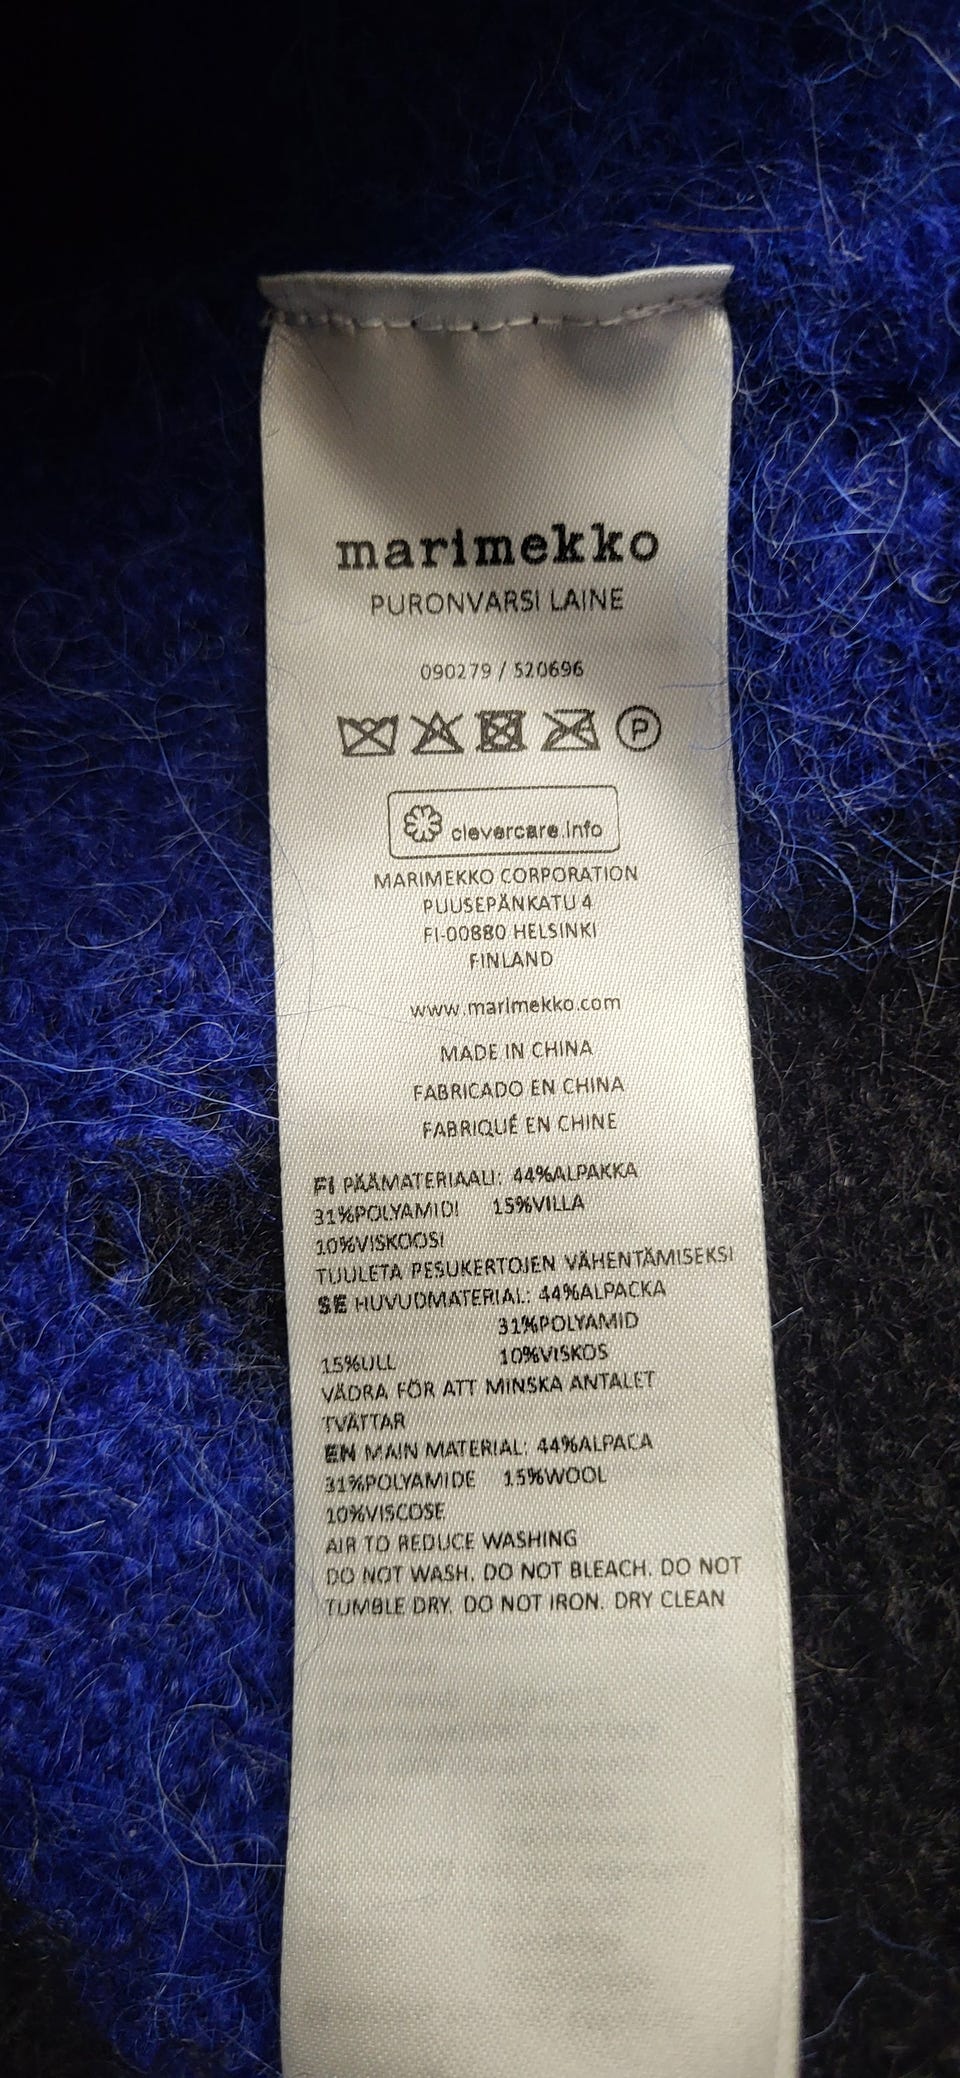 marimekko
PURONVARSI LAINE
090279 / 520696
P
clevercare.info
MARIMEKKO CORPORATION
PUUSEPÄNKATU 4
FI-00880 HELSINKI
FINLAND
www.marimekko.com
MADE IN CHINA
FABRICADO EN CHINA
FABRIQUÉ EN CHINE
FI PÄÄMATERIAALI: 44%ALPAKKA
31%POLYAMIDI 15%VILLA
10%VISKOOSI
TUULETA PESUKERTOJEN VÄHENTÄMISEKSI
SE HUVUDMATERIAL: 44%ALPACKA
31%POLYAMID
15%ULL 10%VISKOS
VÄDRA FÖR ATT MINSKA ANTALET
TVÄTTAR
EN MAIN MATERIAL: 44%ALPACA
31%POLYAMIDE 15%WOOL
10%VISCOSE
AIR TO REDUCE WASHING
DO NOT WASH. DO NOT BLEACH. DO NOT
TUMBLE DRY. DO NOT IRON. DRY CLEAN